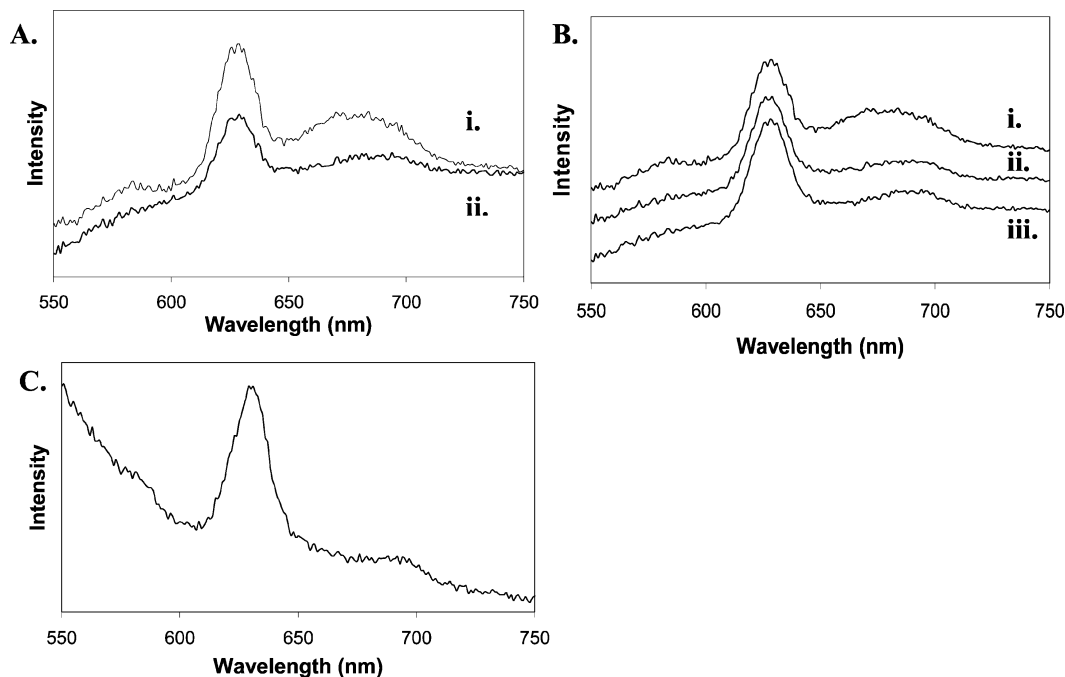 A.
Intensity
i.
ii.
550 600 650 700 750
Wavelength (nm)
B.
Intensity
i.
ii.
iii.
550 600 650 700 750
Wavelength (nm)
C.
Intensity
550 600 650 700 750
Wavelength (nm)